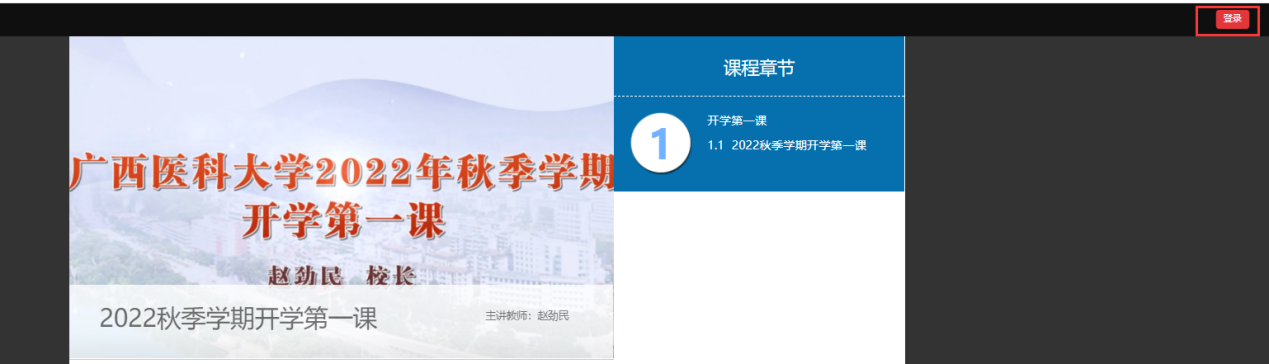 登录
广西医科大学2022年秋季学期
开学第一课
赵劲民 校长
2022秋季学期开学第一课
主讲教师：赵劲民
课程章节
1
开学第一课
1.1 2022秋季学期开学第一课